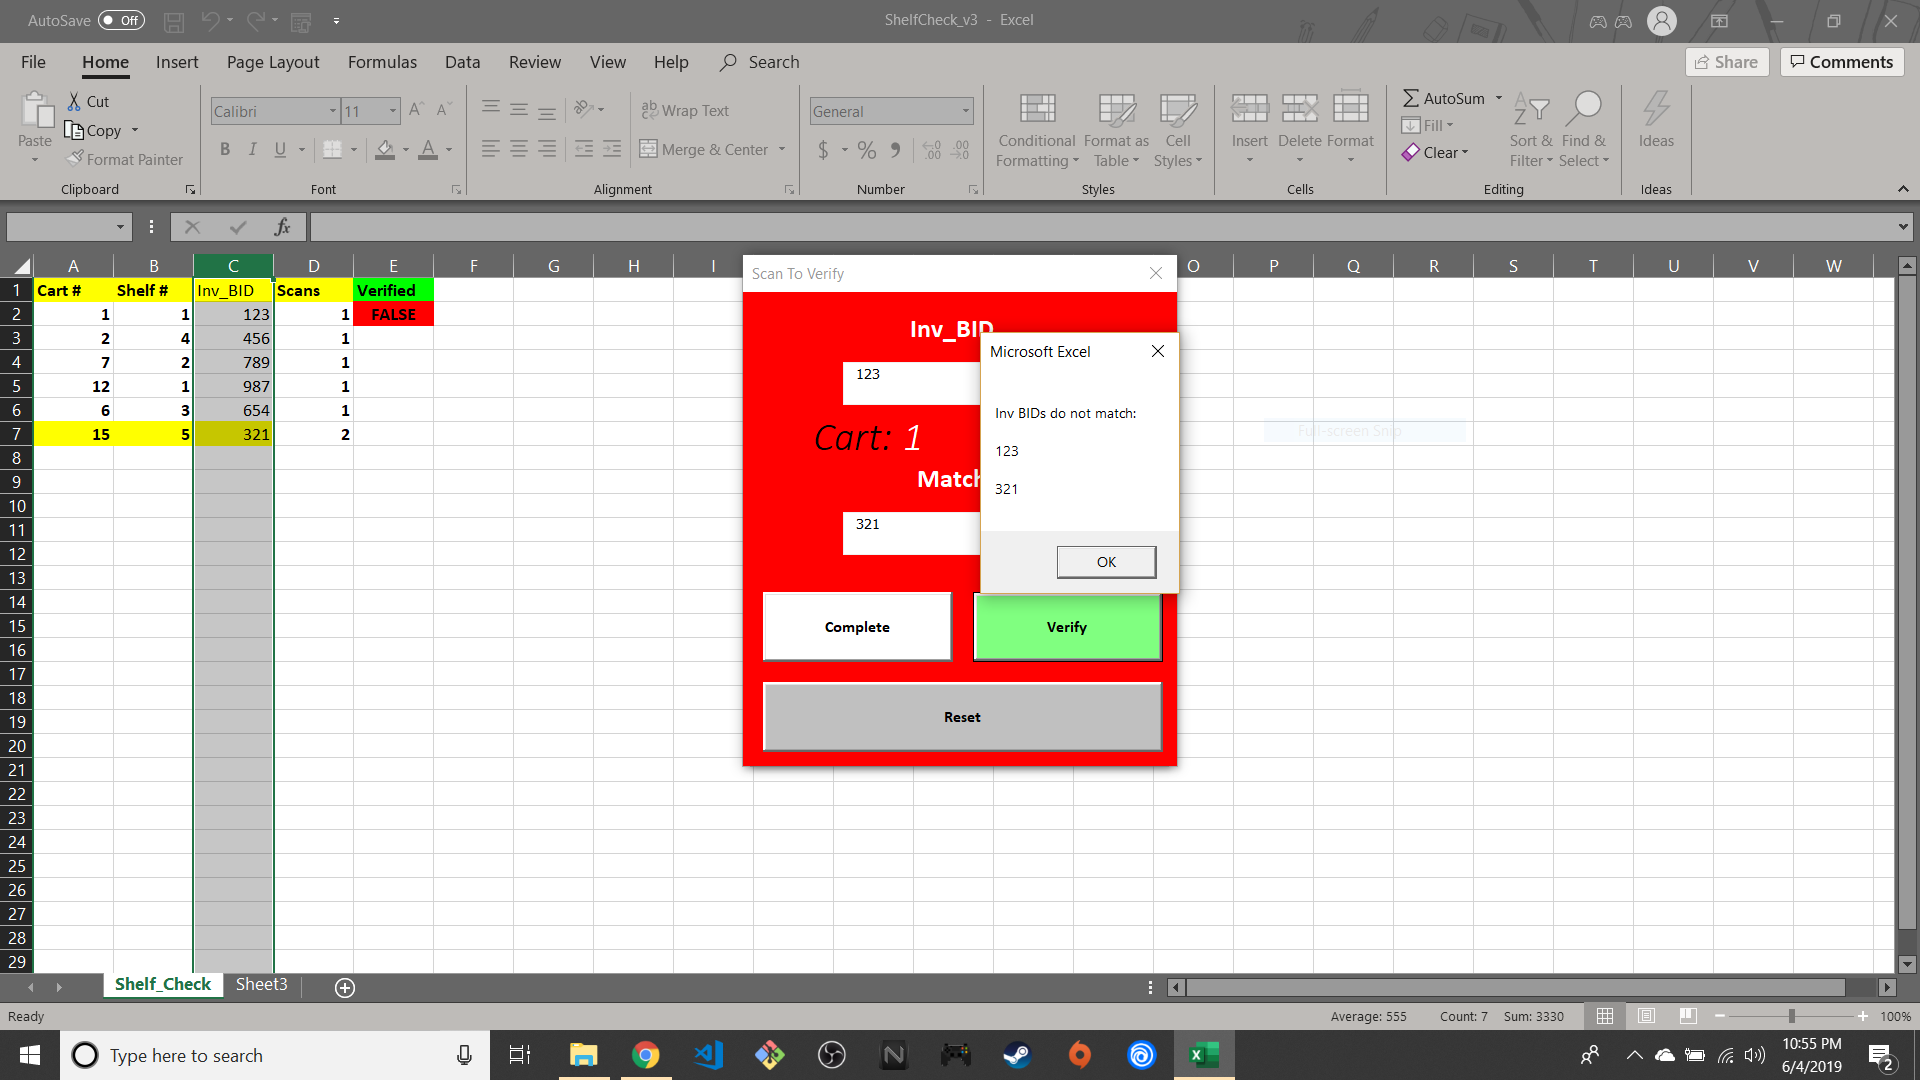 AutoSave Off
ShelfCheck_v3 - Excel
File Home Insert Page Layout Formulas Data Review View Help Search Share Comments
Paste
Cut
Copy
Format Painter
Clipboard
Calibri 11
B I U
A
Font
Wrap Text
Merge & Center
Alignment
General
$ % 9
Number
Conditional Formatting
Format as Table
Cell Styles
Styles
Insert Delete Format
Cells
AutoSum
Fill
Clear
Sort & Filter
Find & Select
Editing
Ideas
Ideas
fx
A B C D E F G H I O P Q R S T U V W
1 Cart # Shelf # Inv_BID Scans Verified
2 1 1 123 1 FALSE
3 2 4 456 1
4 7 2 789 1
5 12 1 987 1
6 6 3 654 1
7 15 5 321 2
8
9
10
11
12
13
14
15
16
17
18
19
20
21
22
23
24
25
26
27
28
29
Scan To Verify
Inv_BID
123
Cart: 1
Match
321
Complete
Verify
Reset
Microsoft Excel
Inv BIDs do not match:
123
321
OK
Full-screen Snip
Shelf_Check Sheet3
Ready
Average: 555 Count: 7 Sum: 3330 100%
Type here to search
10:55 PM
6/4/2019
2